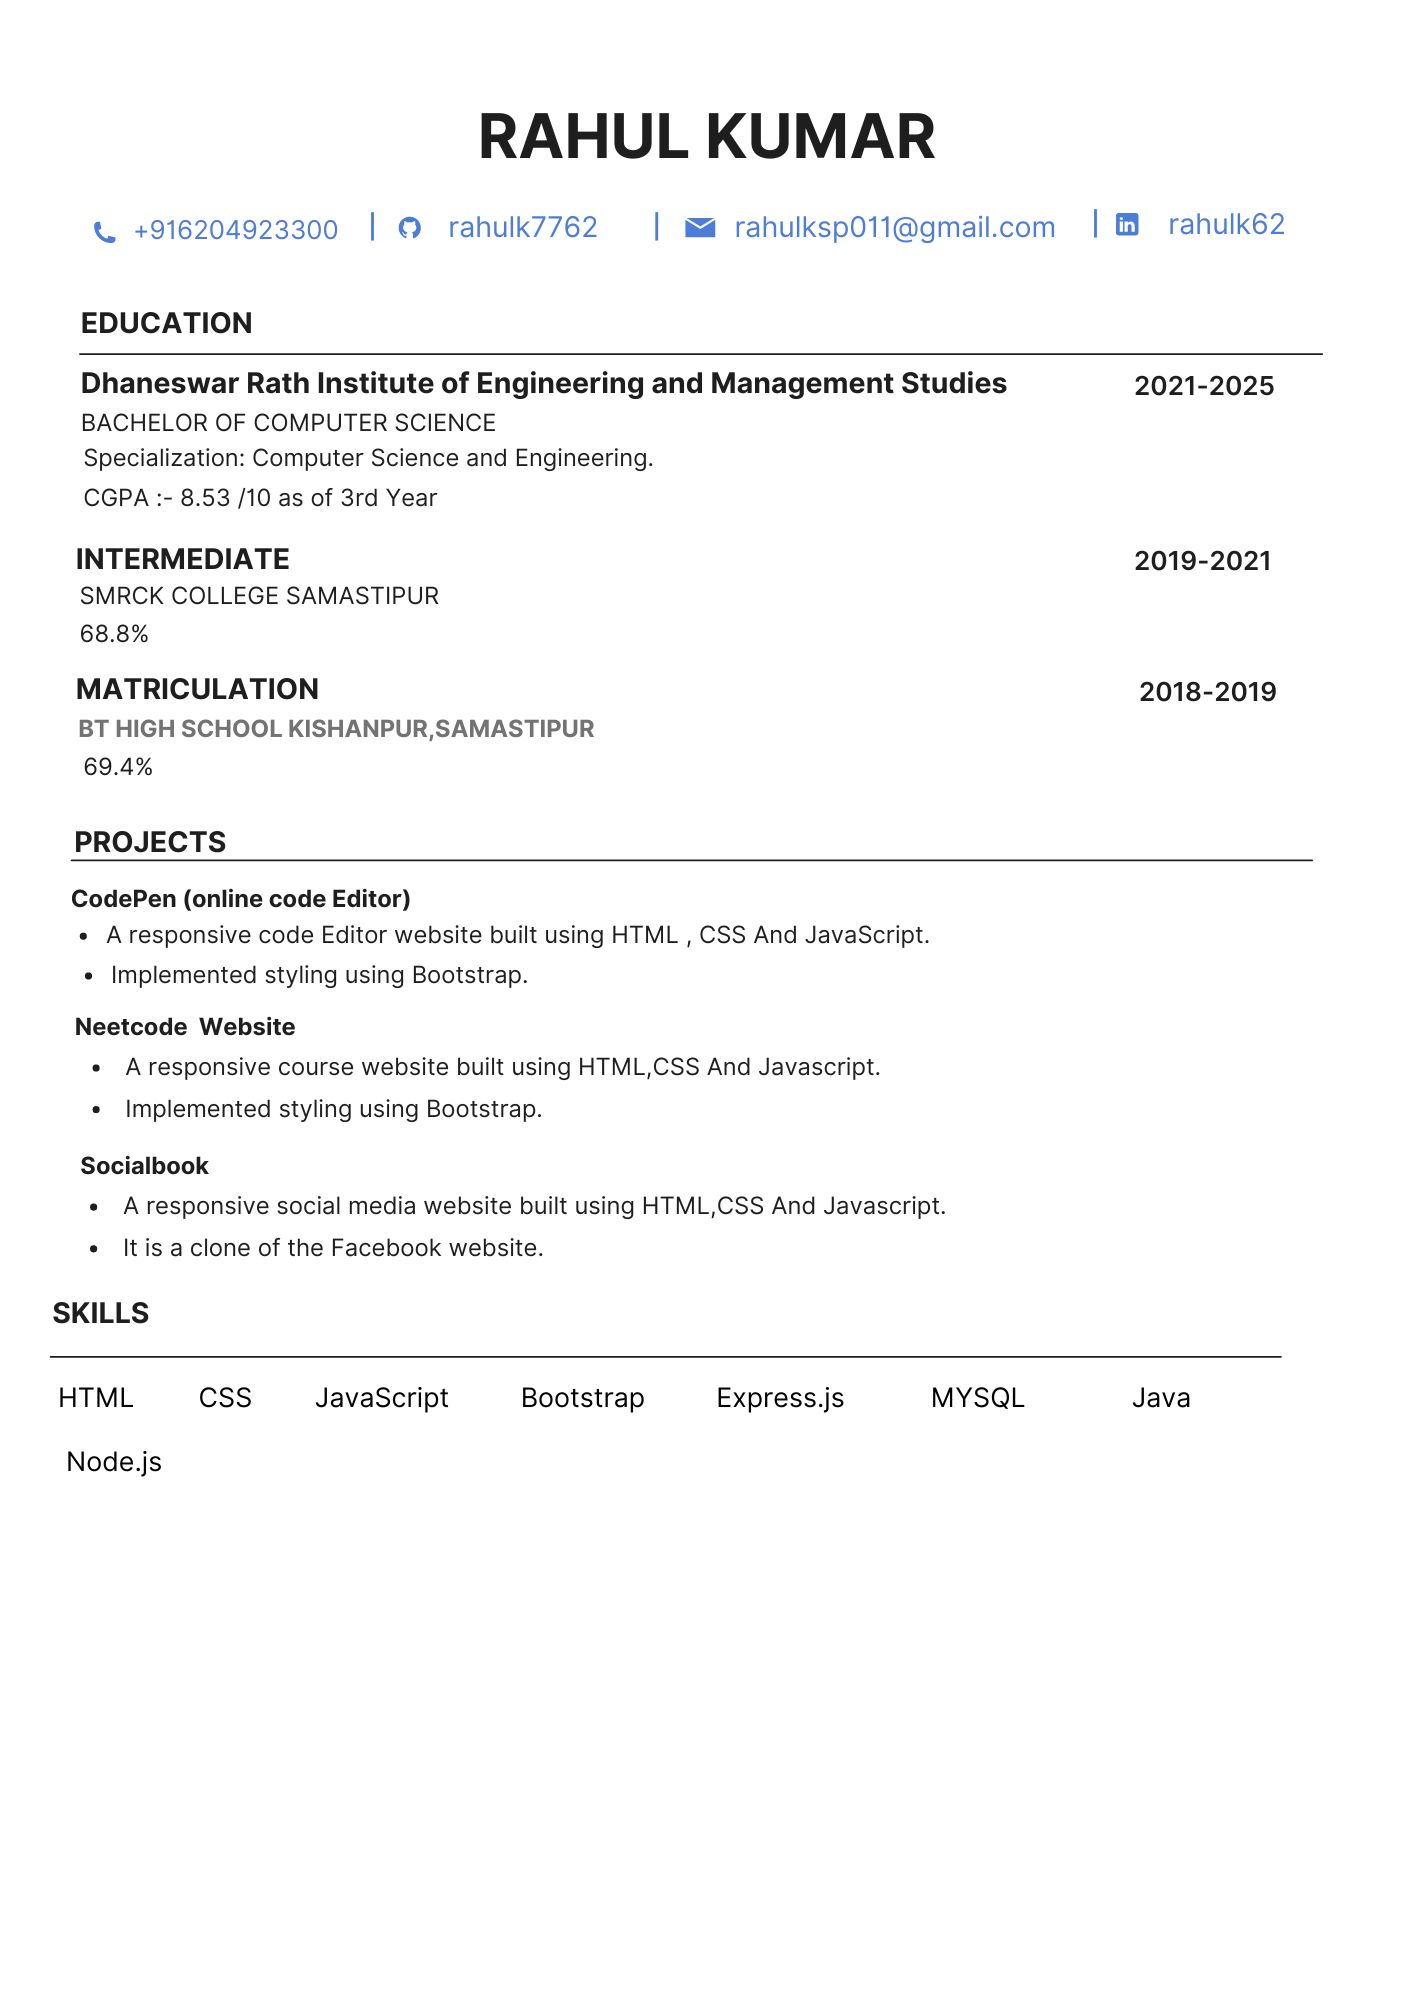 RAHUL KUMAR
+916204923300 | rahulk7762 | rahulksp011@gmail.com | rahulk62
EDUCATION
Dhaneswar Rath Institute of Engineering and Management Studies 2021-2025
BACHELOR OF COMPUTER SCIENCE
Specialization: Computer Science and Engineering.
CGPA :- 8.53 /10 as of 3rd Year
INTERMEDIATE 2019-2021
SMRCK COLLEGE SAMASTIPUR
68.8%
MATRICULATION 2018-2019
BT HIGH SCHOOL KISHANPUR,SAMASTIPUR
69.4%
PROJECTS
CodePen (online code Editor)
• A responsive code Editor website built using HTML , CSS And JavaScript.
• Implemented styling using Bootstrap.
Neetcode Website
• A responsive course website built using HTML,CSS And Javascript.
• Implemented styling using Bootstrap.
Socialbook
• A responsive social media website built using HTML,CSS And Javascript.
• It is a clone of the Facebook website.
SKILLS
HTML CSS JavaScript Bootstrap Express.js MYSQL Java
Node.js